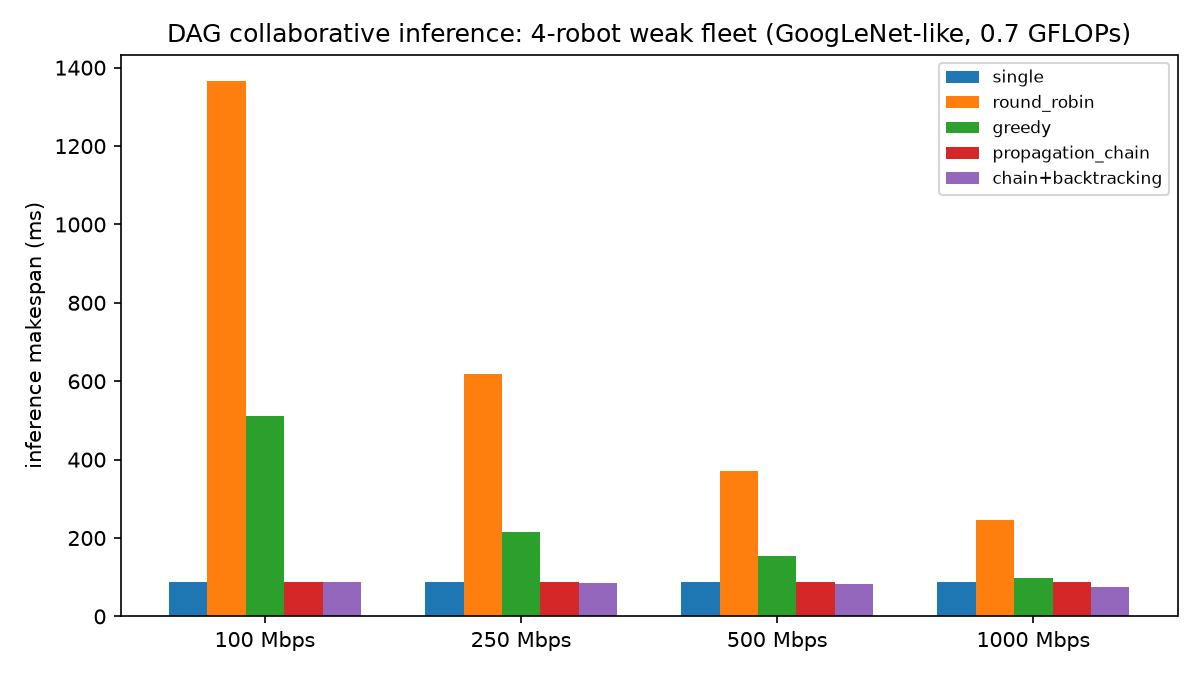 DAG collaborative inference: 4-robot weak fleet (GoogLeNet-like, 0.7 GFLOPs)
inference makespan (ms)
1400
1200
1000
800
600
400
200
0
single
round_robin
greedy
propagation_chain
chain+backtracking
100 Mbps
250 Mbps
500 Mbps
1000 Mbps